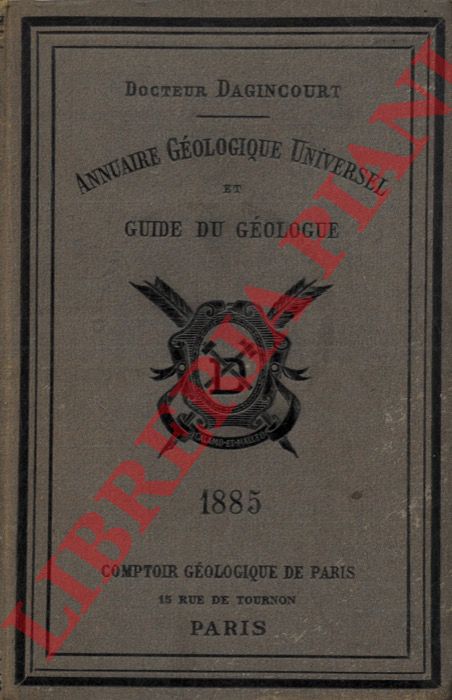 Docteur Dagincourt
Annuaire Géologique Universel
et
Guide du Géologue
D
CALAMO-ET-MALLEO
1885
Comptoir Géologique de Paris
15 Rue de Tournon
PARIS
LIBRERIA PIANI